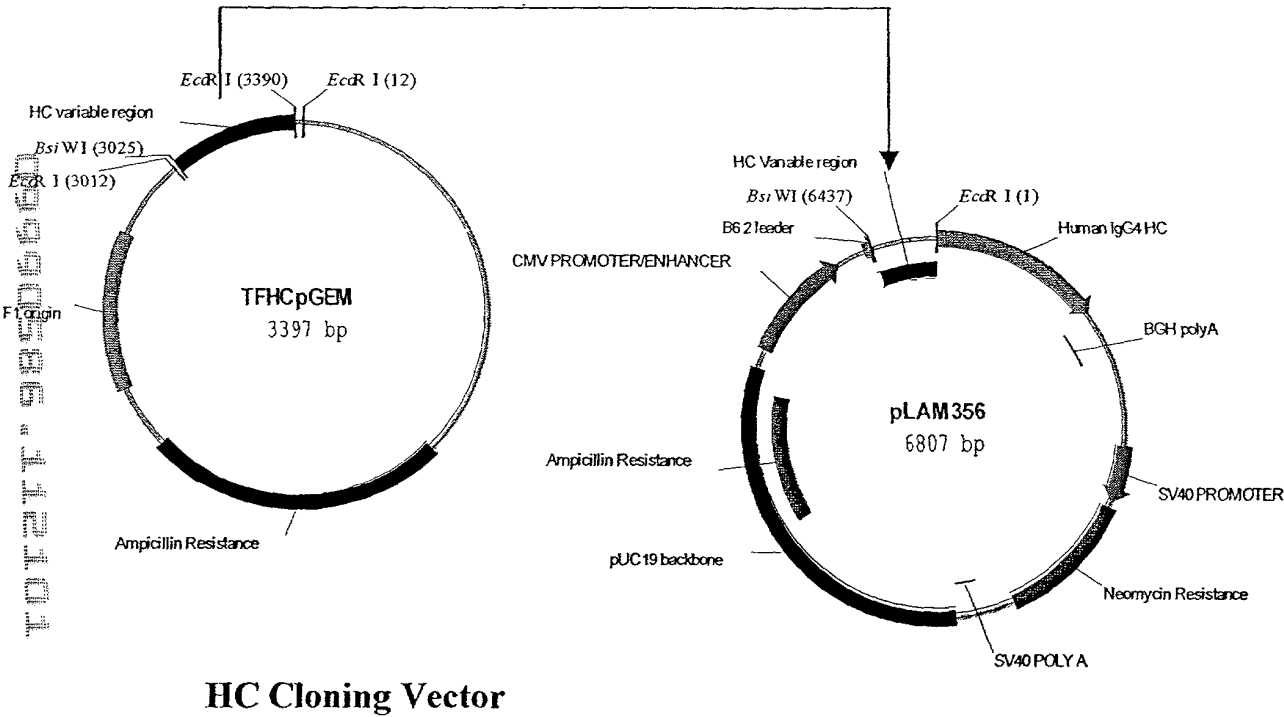 EcoR I (3390)
EcoR I (12)
HC variable region
Bsi WI (3025)
EcoR I (3012)
F1 origin
TFHCpGEM
3397 bp
Ampicillin Resistance
HC Variable region
Bsi WI (6437)
EcoR I (1)
B6 2 leader
Human IgG4 HC
CMV PROMOTER/ENHANCER
BGH polyA
pLAM356
6807 bp
Ampicillin Resistance
SV40 PROMOTER
pUC19 backbone
Neomycin Resistance
SV40 POLY A
HC Cloning Vector